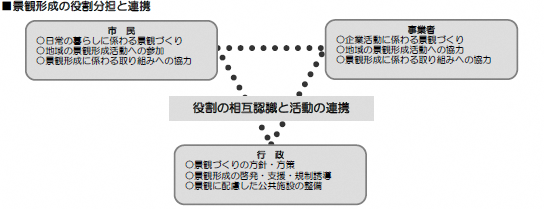 ■景観形成の役割分担と連携
市　民
○日常の暮らしに係わる景観づくり
○地域の景観形成活動への参加
○景観形成に係わる取り組みへの協力
事業者
○企業活動に係わる景観づくり
○地域の景観形成活動への協力
○景観形成に係わる取り組みへの協力
役割の相互認識と活動の連携
行　政
○景観づくりの方針・方策
○景観形成の啓発・支援・規制誘導
○景観に配慮した公共施設の整備